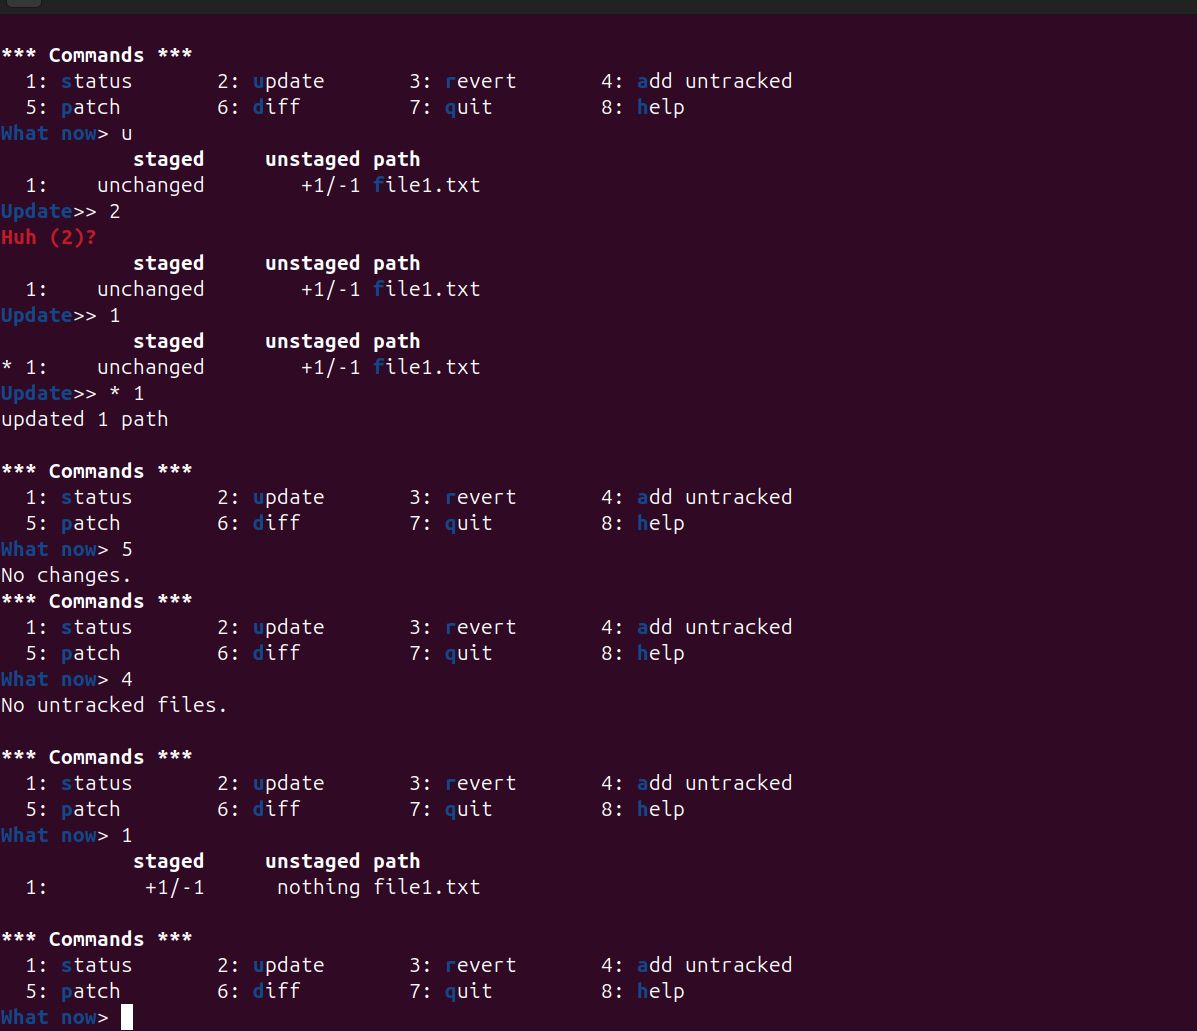 *** Commands ***
  1: status       2: update       3: revert       4: add untracked
  5: patch        6: diff         7: quit         8: help
What now> u
           staged     unstaged path
  1:    unchanged        +1/-1 file1.txt
Update>> 2
Huh (2)?
           staged     unstaged path
  1:    unchanged        +1/-1 file1.txt
Update>> 1
           staged     unstaged path
* 1:    unchanged        +1/-1 file1.txt
Update>> * 1
updated 1 path

*** Commands ***
  1: status       2: update       3: revert       4: add untracked
  5: patch        6: diff         7: quit         8: help
What now> 5
No changes.
*** Commands ***
  1: status       2: update       3: revert       4: add untracked
  5: patch        6: diff         7: quit         8: help
What now> 4
No untracked files.

*** Commands ***
  1: status       2: update       3: revert       4: add untracked
  5: patch        6: diff         7: quit         8: help
What now> 1
           staged     unstaged path
  1:        +1/-1      nothing file1.txt

*** Commands ***
  1: status       2: update       3: revert       4: add untracked
  5: patch        6: diff         7: quit         8: help
What now>